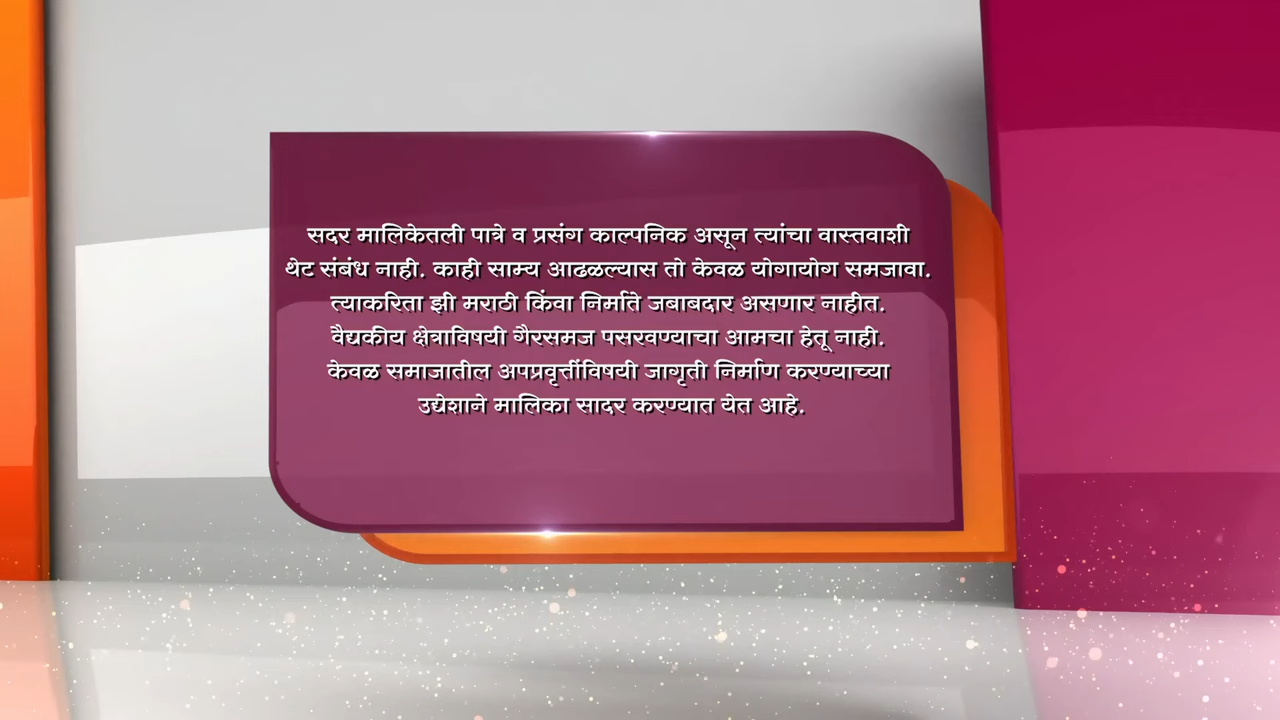 सदर मालिकेतली पात्रे व प्रसंग काल्पनिक असून त्यांचा वास्तवाशी
थेट संबंध नाही. काही साम्य आढळल्यास तो केवळ योगायोग समजावा.
त्याकरिता झी मराठी किंवा निर्माते जबाबदार असणार नाहीत.
वैद्यकीय क्षेत्राविषयी गैरसमज पसरवण्याचा आमचा हेतू नाही.
केवळ समाजातील अपप्रवृत्तींविषयी जागृती निर्माण करण्याच्या
उद्येशाने मालिका सादर करण्यात येत आहे.